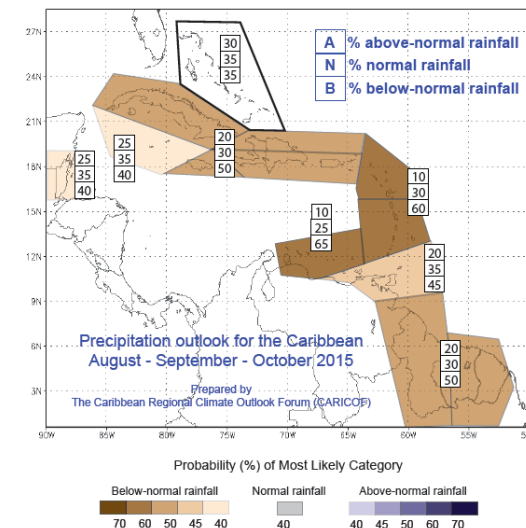 27N
24N
21N
18N
15N
12N
9N
6N
3N
90W 85W 80W 75W 70W 65W 60W 55W
A % above-normal rainfall
N % normal rainfall
B % below-normal rainfall
30
35
35
25
35
40
20
30
50
25
35
40
10
30
60
10
25
65
20
35
45
20
30
50
Precipitation outlook for the Caribbean
August - September - October 2015
Prepared by
The Caribbean Regional Climate Outlook Forum (CARICOF)
Probability (%) of Most Likely Category
Below-normal rainfall Normal rainfall Above-normal rainfall
70 60 50 45 40 40 40 45 50 60 70